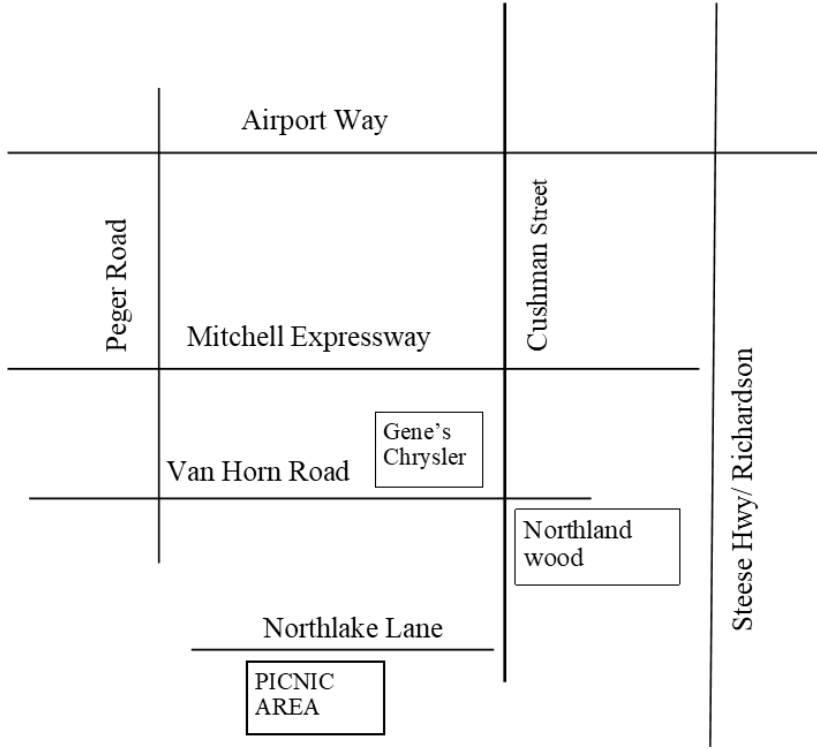 Airport Way
Peger Road
Cushman Street
Mitchell Expressway
Steese Hwy/ Richardson
Gene’s
Chrysler
Van Horn Road
Northland
wood
Northlake Lane
PICNIC
AREA